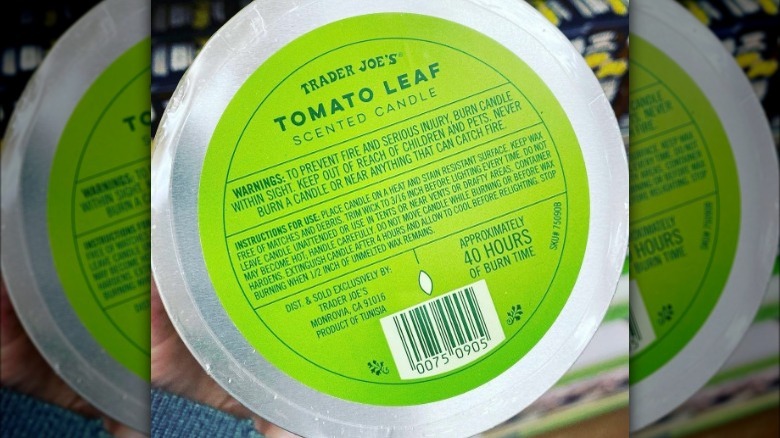 TRADER JOE'S®
TOMATO LEAF
SCENTED CANDLE
WARNINGS: TO PREVENT FIRE AND SERIOUS INJURY, BURN CANDLE
WITHIN SIGHT. KEEP OUT OF REACH OF CHILDREN AND PETS. NEVER
BURN A CANDLE ON OR NEAR ANYTHING THAT CAN CATCH FIRE.
INSTRUCTIONS FOR USE: PLACE CANDLE ON A HEAT AND STAIN RESISTANT SURFACE. KEEP WAX
FREE OF MATCHES AND DEBRIS. TRIM WICK TO 3/16 INCH BEFORE LIGHTING EVERY TIME. DO NOT
LEAVE CANDLE UNATTENDED OR USE IN TENTS OR NEAR VENTS OR DRAFTY AREAS. CONTAINER
MAY BECOME HOT, HANDLE CAREFULLY. DO NOT MOVE CANDLE WHILE BURNING OR BEFORE WAX
HARDENS. EXTINGUISH CANDLE AFTER 4 HOURS AND ALLOW TO COOL BEFORE RELIGHTING. STOP
BURNING WHEN 1/2 INCH OF UNMELTED WAX REMAINS.
DIST. & SOLD EXCLUSIVELY BY:
TRADER JOE'S
MONROVIA, CA 91016
PRODUCT OF TUNISIA
APPROXIMATELY
40 HOURS
OF BURN TIME
SKU# 75090B
0075 0905